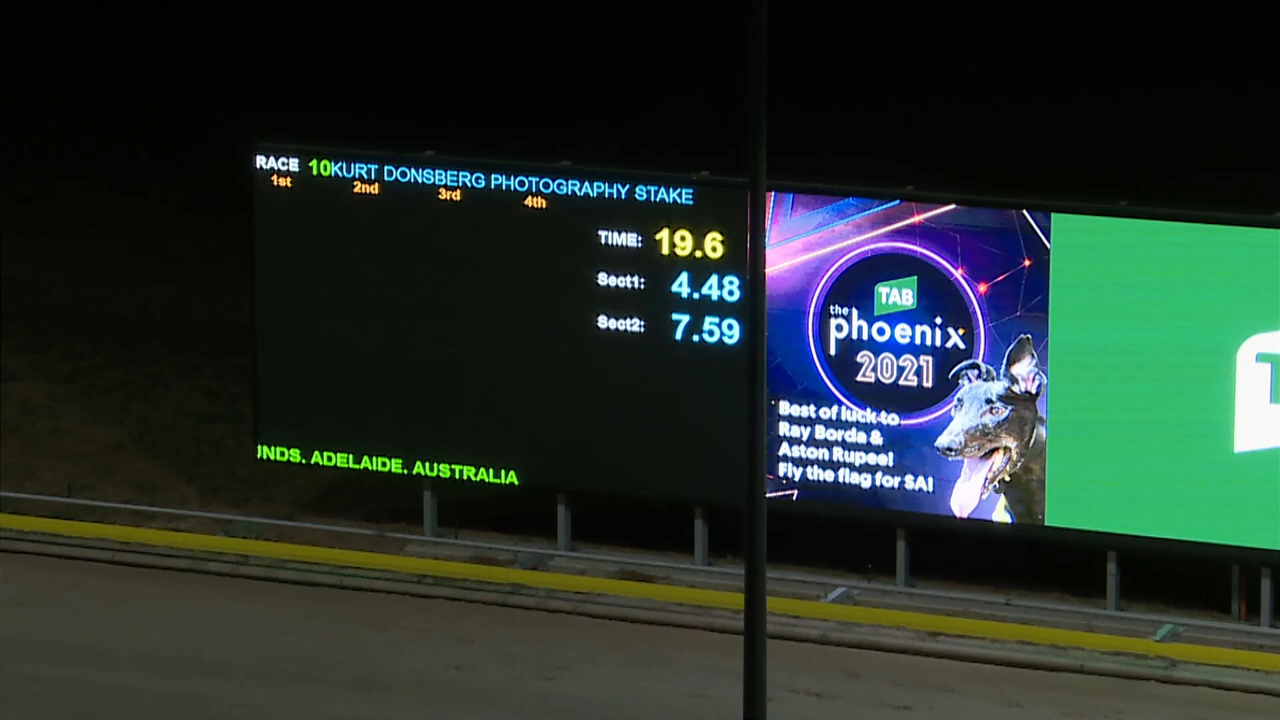 RACE 10KURT DONSBERG PHOTOGRAPHY STAKE
1st 2nd 3rd 4th
TIME: 19.6
Sect1: 4.48
Sect2: 7.59
ADELAIDE. AUSTRALIA
TAB
the
phoenix
2021
Best of luck to
Ray Borda &
Aston Rupee!
Fly the flag for SA!